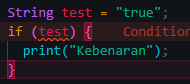 String test = "true";
if (test) { Condition
print("Kebenaran");
}